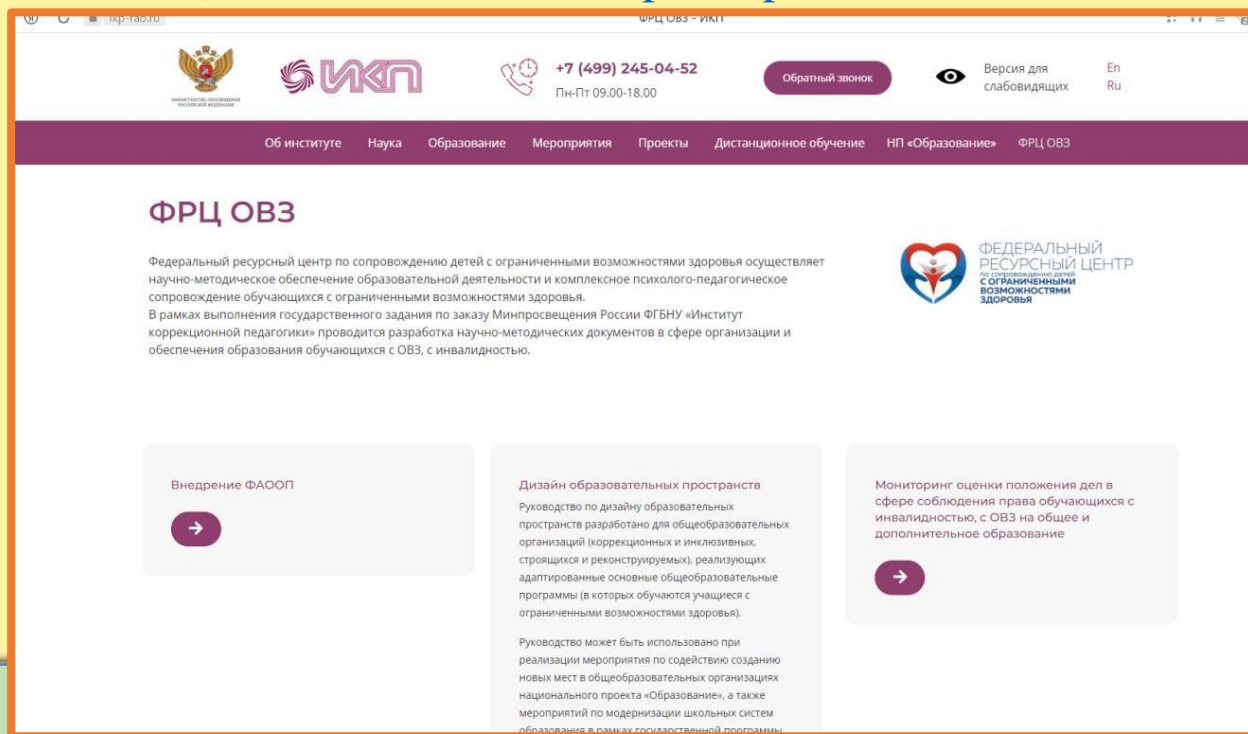 ikp-rao.ru
ФРЦ ОВЗ - ИКП
МИНИСТЕРСТВО ПРОСВЕЩЕНИЯ
РОССИЙСКОЙ ФЕДЕРАЦИИ
ИКП
+7 (499) 245-04-52
Пн-Пт 09.00-18.00
Обратный звонок
Версия для
слабовидящих
En
Ru
Об институте Наука Образование Мероприятия Проекты Дистанционное обучение НП «Образование» ФРЦ ОВЗ
ФРЦ ОВЗ
Федеральный ресурсный центр по сопровождению детей с ограниченными возможностями здоровья осуществляет
научно-методическое обеспечение образовательной деятельности и комплексное психолого-педагогическое
сопровождение обучающихся с ограниченными возможностями здоровья.
В рамках выполнения государственного задания по заказу Минпросвещения России ФГБНУ «Институт
коррекционной педагогики» проводится разработка научно-методических документов в сфере организации и
обеспечения образования обучающихся с ОВЗ, с инвалидностью.
ФЕДЕРАЛЬНЫЙ
РЕСУРСНЫЙ ЦЕНТР
по сопровождению детей
С ОГРАНИЧЕННЫМИ
ВОЗМОЖНОСТЯМИ
ЗДОРОВЬЯ
Внедрение ФАООП
Дизайн образовательных пространств
Руководство по дизайну образовательных
пространств разработано для общеобразовательных
организаций (коррекционных и инклюзивных,
строящихся и реконструируемых), реализующих
адаптированные основные общеобразовательные
программы (в которых обучаются учащиеся с
ограниченными возможностями здоровья).
Руководство может быть использовано при
реализации мероприятия по содействию созданию
новых мест в общеобразовательных организациях
национального проекта «Образование», а также
мероприятий по модернизации школьных систем
образования в рамках государственной программы
Мониторинг оценки положения дел в
сфере соблюдения права обучающихся с
инвалидностью, с ОВЗ на общее и
дополнительное образование